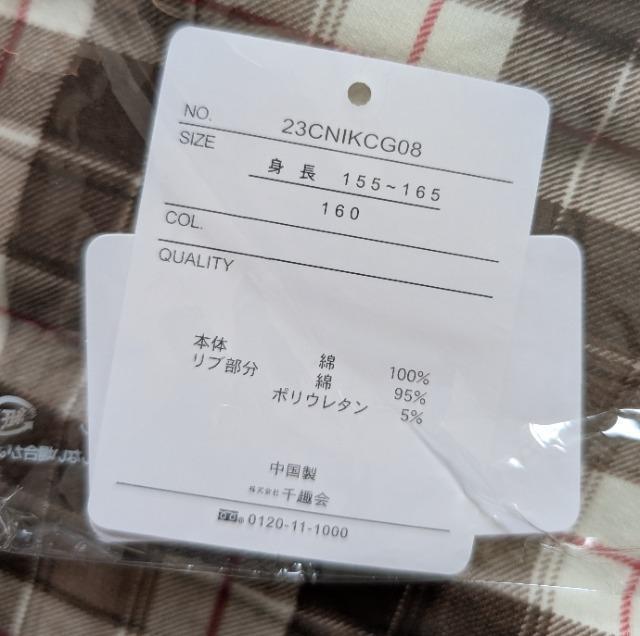 NO. 23CNIKCG08
SIZE
身長 155~165
160
COL.
QUALITY
本体 綿 100%
リブ部分 綿 95%
ポリウレタン 5%
中国製
株式会社 千趣会
0120-11-1000